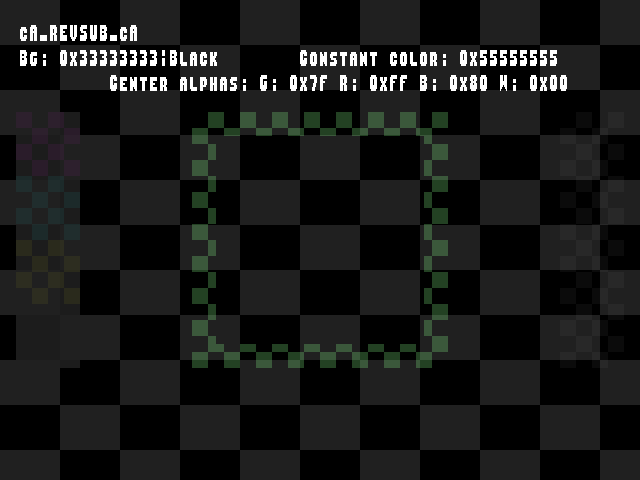 cA_REVSUB_cA
BG: 0x33333333;BLACK CONSTANT COLOR: 0x55555555
CENTER ALPHAS: G: 0x7F R: 0xFF B: 0x80 W: 0x00